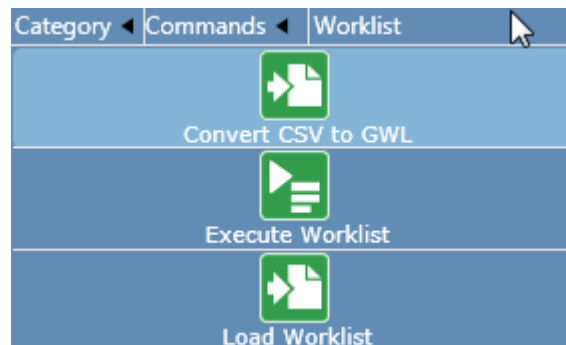 Category Commands Worklist
Convert CSV to GWL
Execute Worklist
Load Worklist